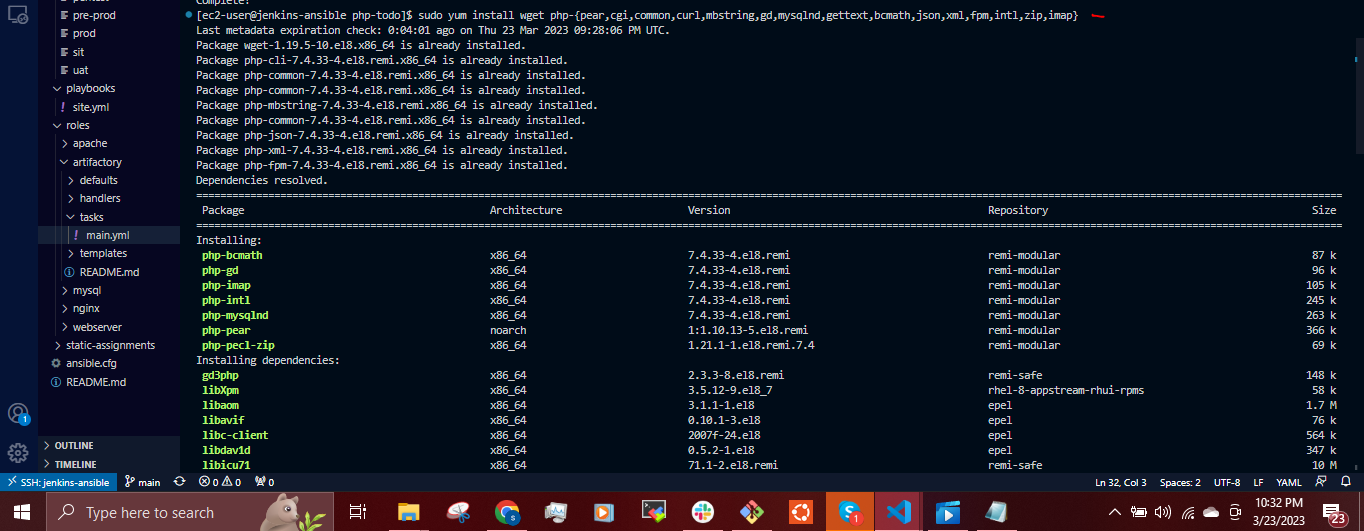 pre-prod
prod
sit
uat
playbooks
! site.yml
roles
apache
artifactory
defaults
handlers
tasks
! main.yml
templates
README.md
mysql
nginx
webserver
static-assignments
ansible.cfg
README.md
OUTLINE
TIMELINE
[ec2-user@jenkins-ansible php-todo]$ sudo yum install wget php-{pear,cgi,common,curl,mbstring,gd,mysqlnd,gettext,bcmath,json,xml,fpm,intl,zip,imap}
Last metadata expiration check: 0:04:01 ago on Thu 23 Mar 2023 09:28:06 PM UTC.
Package wget-1.19.5-10.el8.x86_64 is already installed.
Package php-cli-7.4.33-4.el8.remi.x86_64 is already installed.
Package php-common-7.4.33-4.el8.remi.x86_64 is already installed.
Package php-common-7.4.33-4.el8.remi.x86_64 is already installed.
Package php-mbstring-7.4.33-4.el8.remi.x86_64 is already installed.
Package php-common-7.4.33-4.el8.remi.x86_64 is already installed.
Package php-json-7.4.33-4.el8.remi.x86_64 is already installed.
Package php-xml-7.4.33-4.el8.remi.x86_64 is already installed.
Package php-fpm-7.4.33-4.el8.remi.x86_64 is already installed.
Dependencies resolved.
Package Architecture Version Repository Size
Installing:
php-bcmath x86_64 7.4.33-4.el8.remi remi-modular 87 k
php-gd x86_64 7.4.33-4.el8.remi remi-modular 96 k
php-imap x86_64 7.4.33-4.el8.remi remi-modular 105 k
php-intl x86_64 7.4.33-4.el8.remi remi-modular 245 k
php-mysqlnd x86_64 7.4.33-4.el8.remi remi-modular 263 k
php-pear noarch 1:1.10.13-5.el8.remi remi-modular 366 k
php-pecl-zip x86_64 1.21.1-1.el8.remi.7.4 remi-modular 69 k
Installing dependencies:
gd3php x86_64 2.3.3-8.el8.remi remi-safe 148 k
libXpm x86_64 3.5.12-9.el8_7 rhel-8-appstream-rhui-rpms 58 k
libaom x86_64 3.1.1-1.el8 epel 1.7 M
libavif x86_64 0.10.1-3.el8 epel 76 k
libc-client x86_64 2007f-24.el8 epel 564 k
libdav1d x86_64 0.5.2-1.el8 epel 347 k
libicu71 x86_64 71.1-2.el8.remi remi-safe 10 M
1
SSH: jenkins-ansible main 0 0 0 Ln 32, Col 3 Spaces: 2 UTF-8 LF YAML
Type here to search
S 1
10:32 PM
3/23/2023
23